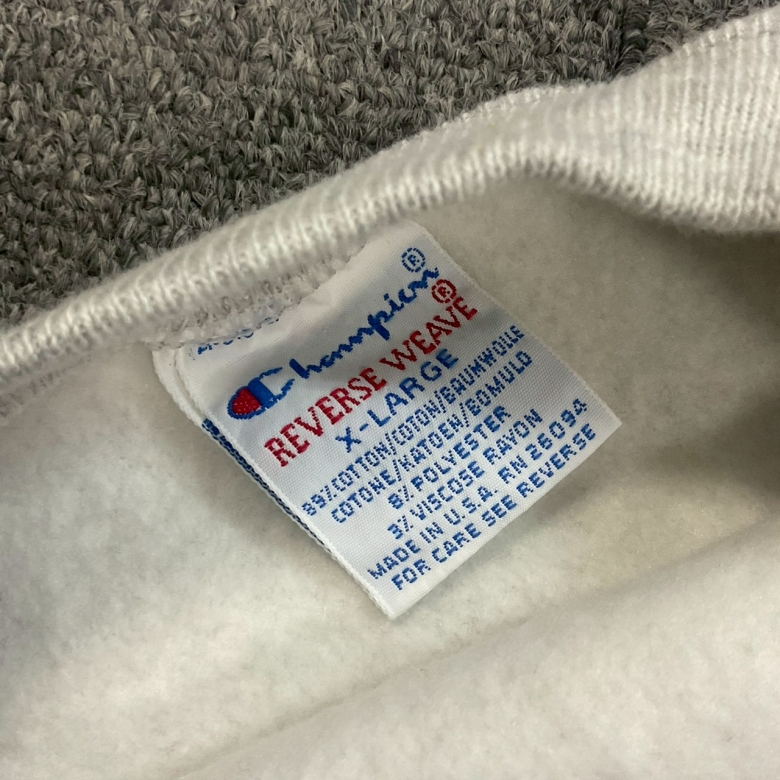 Champion®
REVERSE WEAVE®
X-LARGE
89%COTTON/COTON/BAUMWOLLE
COTONE/KATOEN/BOMULD
8%POLYESTER
3%VISCOSE RAYON
MADE IN U.S.A. RN 26094
FOR CARE SEE REVERSE